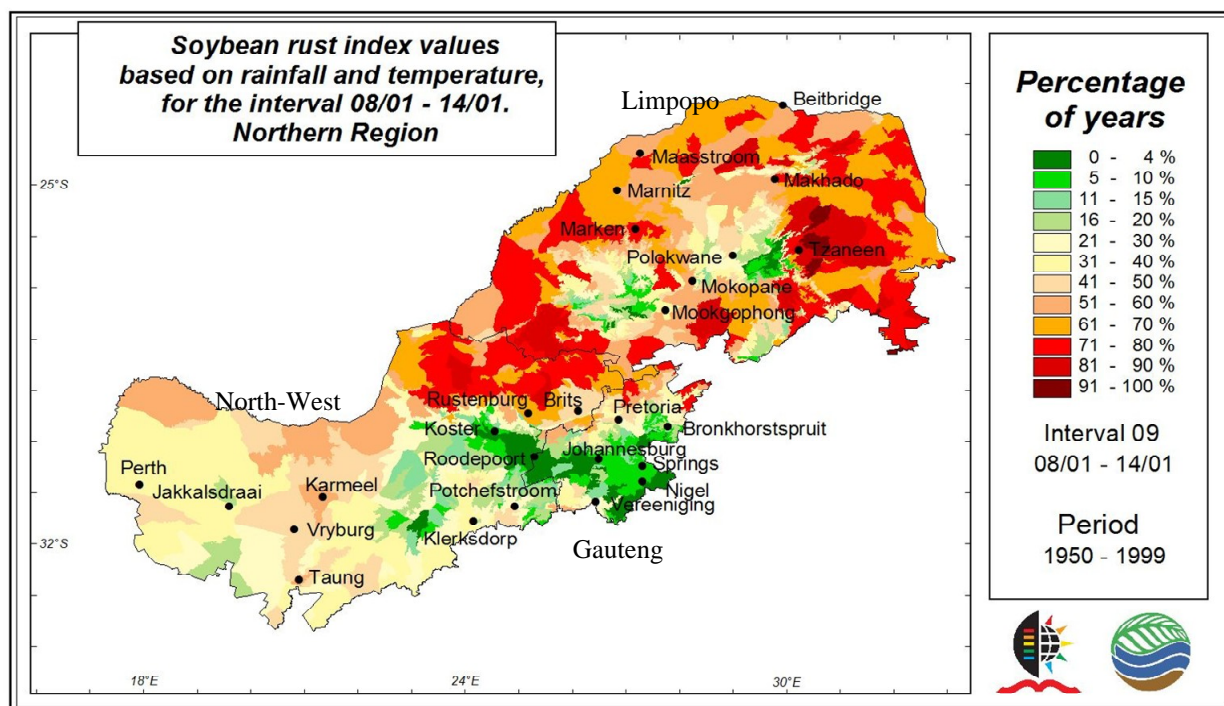 Soybean rust index values
based on rainfall and temperature,
for the interval 08/01 - 14/01.
Northern Region
Limpopo
Beitbridge
Maasstroom
25°S
Makhado
Marnitz
Marken
Tzaneen
Polokwane
Mokopane
Mookgophong
North-West
Rustenburg
Brits
Pretoria
Koster
Bronkhorstspruit
Johannesburg
Roodepoort
Springs
Perth
Jakkalsdraai
Karmeel
Potchefstroom
Nigel
Vereeniging
Vryburg
Klerksdorp
32°S
Gauteng
Taung
18°E
24°E
30°E
Percentage
of years
0 - 4 %
5 - 10 %
11 - 15 %
16 - 20 %
21 - 30 %
31 - 40 %
41 - 50 %
51 - 60 %
61 - 70 %
71 - 80 %
81 - 90 %
91 - 100 %
Interval 09
08/01 - 14/01
Period
1950 - 1999